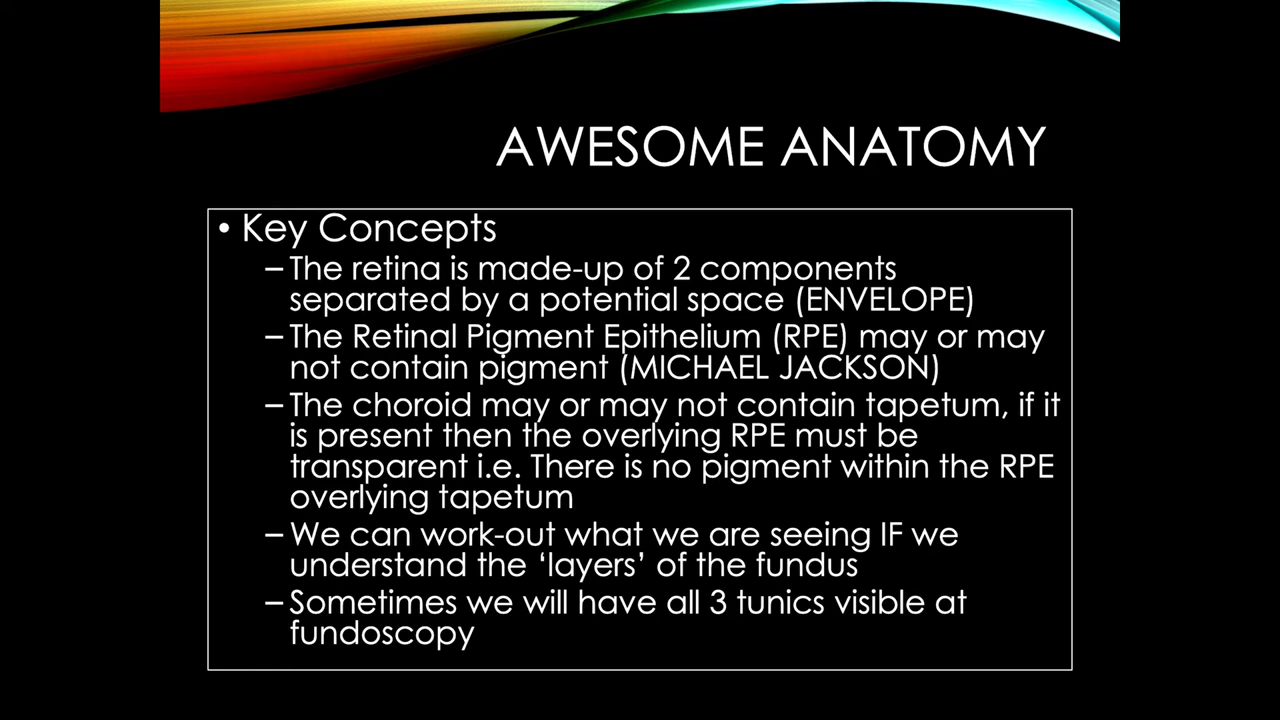 AWESOME ANATOMY
• Key Concepts
–The retina is made-up of 2 components
separated by a potential space (ENVELOPE)
–The Retinal Pigment Epithelium (RPE) may or may
not contain pigment (MICHAEL JACKSON)
–The choroid may or may not contain tapetum, if it
is present then the overlying RPE must be
transparent i.e. There is no pigment within the RPE
overlying tapetum
–We can work-out what we are seeing IF we
understand the ‘layers’ of the fundus
–Sometimes we will have all 3 tunics visible at
fundoscopy